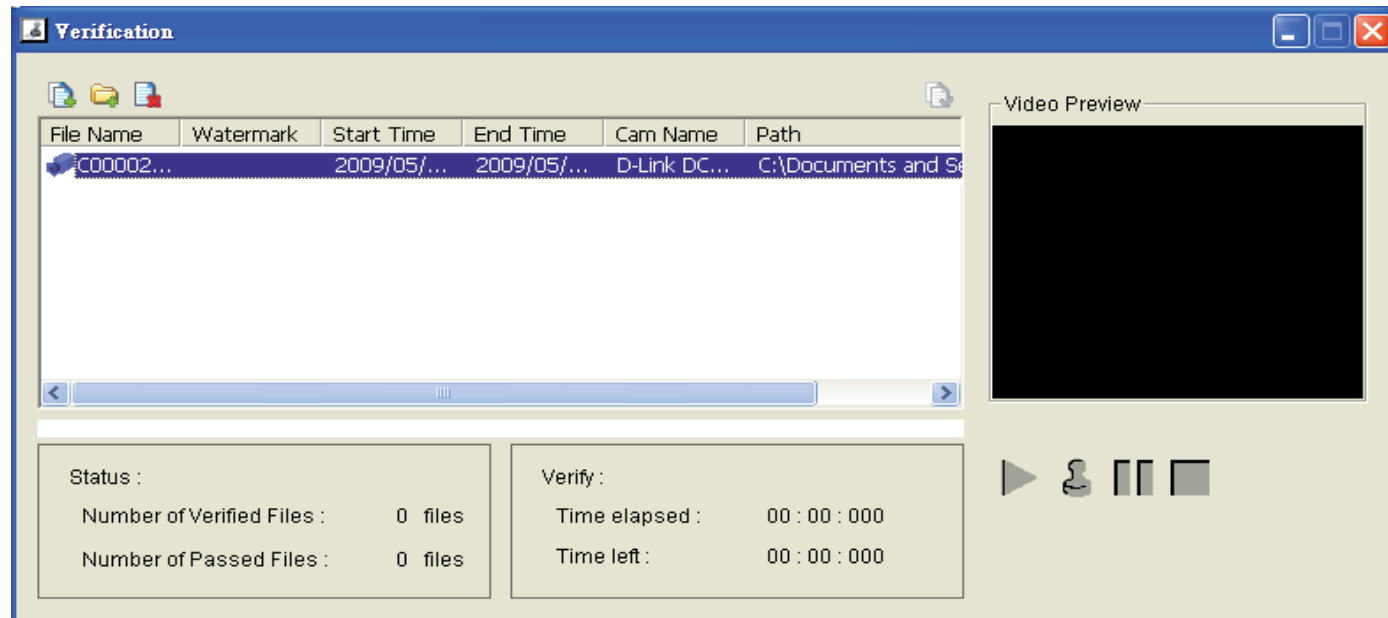 Verification
Video Preview
File Name Watermark Start Time End Time Cam Name Path
C00002... 2009/05/... 2009/05/... D-Link DC... C:\Documents and Se
Status :
Number of Verified Files : 0 files
Number of Passed Files : 0 files
Verify :
Time elapsed : 00 : 00 : 000
Time left : 00 : 00 : 000